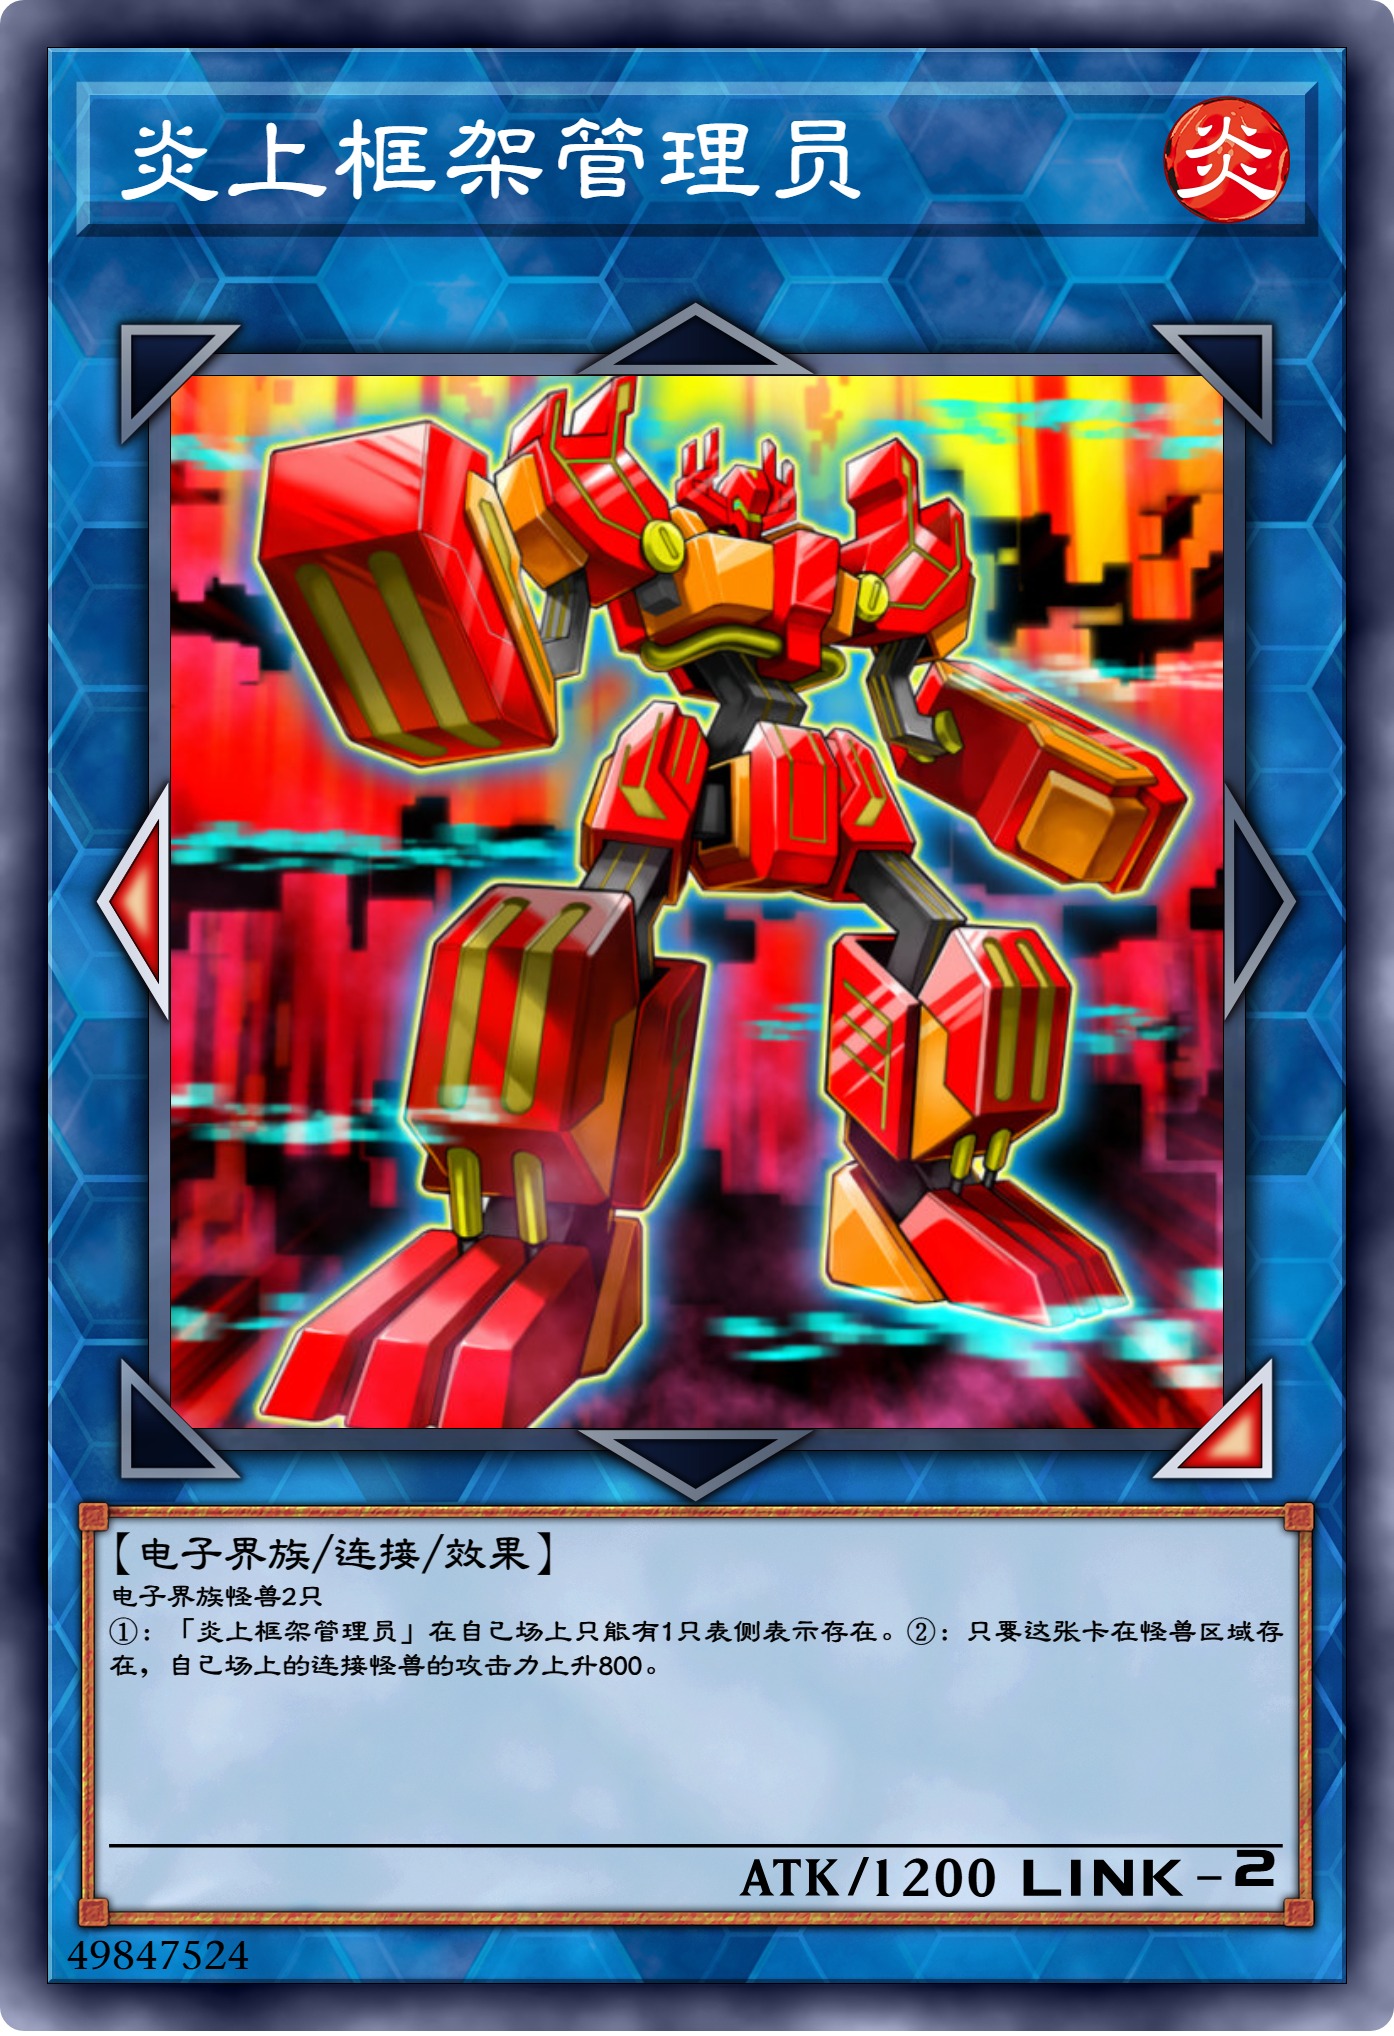 炎上框架管理员
炎
【电子界族/连接/效果】
电子界族怪兽2只
①：「炎上框架管理员」在自己场上只能有1只表侧表示存在。②：只要这张卡在怪兽区域存
在，自己场上的连接怪兽的攻击力上升800。
ATK/1200 LINK-2
49847524